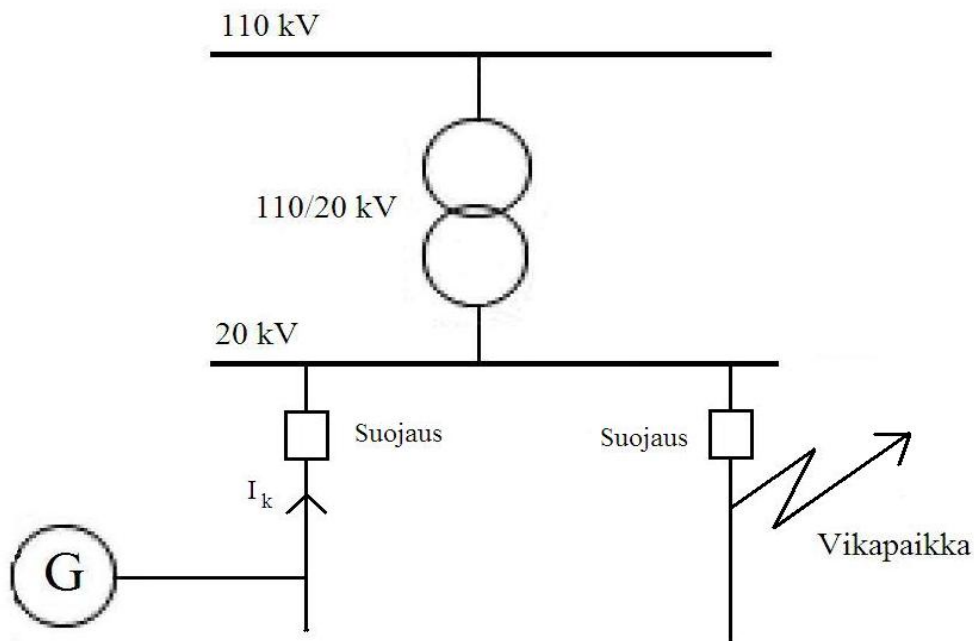 110 kV
110/20 kV
20 kV
Suojaus
Suojaus
I k
Vikapaikka
G